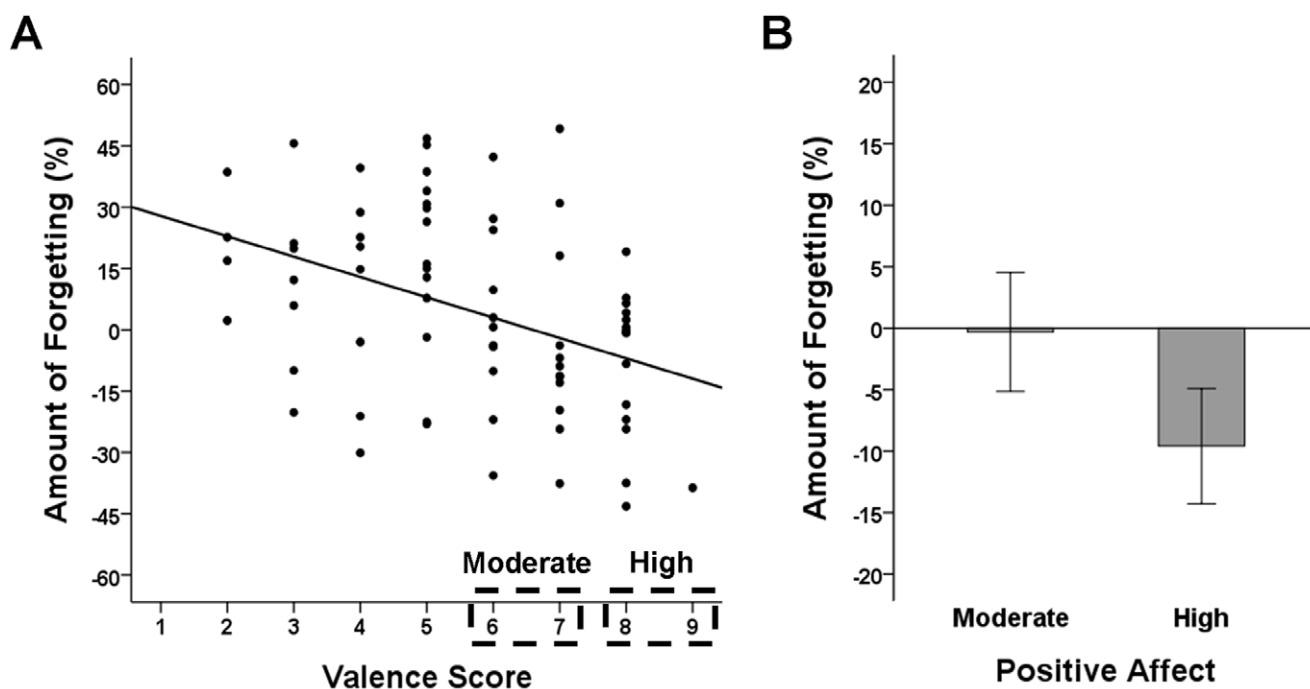 A
Amount of Forgetting (%)
60
45
30
15
0
-15
-30
-45
-60
Moderate High
1 2 3 4 5 6 7 8 9
Valence Score
B
Amount of Forgetting (%)
20
15
10
5
0
-5
-10
-15
-20
Moderate High
Positive Affect